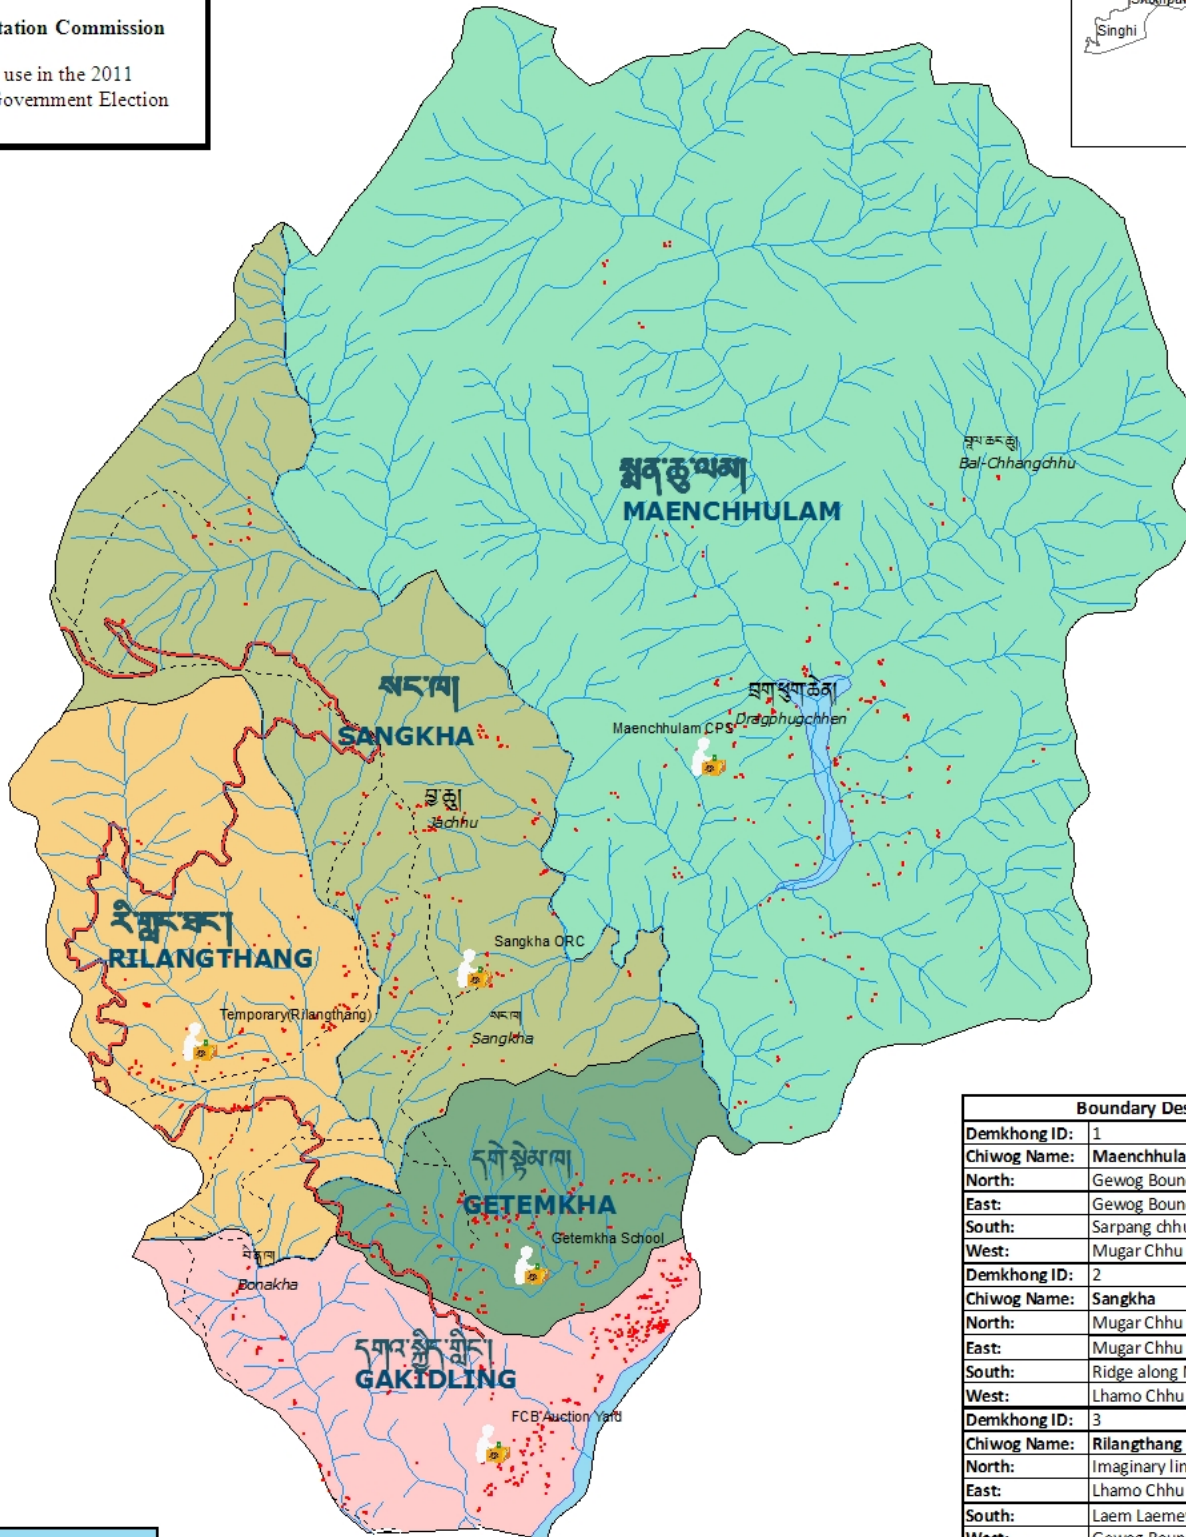 tation Commission
use in the 2011
Government Election
Singhi
Bal-Chhangchhu
སྨན་ཆུ་ལམ།
MAENCHHULAM
སང་ཁ།
SANGKHA
བྲག་ཕུག་ཆེན།
Dragphugchhen
Maenchhulam CPS
བྱ་ཆུ།
Jachhu
RILANGTHANG
Sangkha ORC
Temporary(Rilangthang)
སང་ཁ།
Sangkha
GETEMKHA
Getemkha School
Bonakha
GAKIDLING
FCB Auction Yard
Boundary Des
Demkhong ID: 1
Chiwog Name: Maenchhula
North: Gewog Boun
East: Gewog Boun
South: Sarpang chhu
West: Mugar Chhu
Demkhong ID: 2
Chiwog Name: Sangkha
North: Mugar Chhu
East: Mugar Chhu
South: Ridge along
West: Lhamo Chhu
Demkhong ID: 3
Chiwog Name: Rilangthang
North: Imaginary lin
East: Lhamo Chhu
South: Laem Laeme